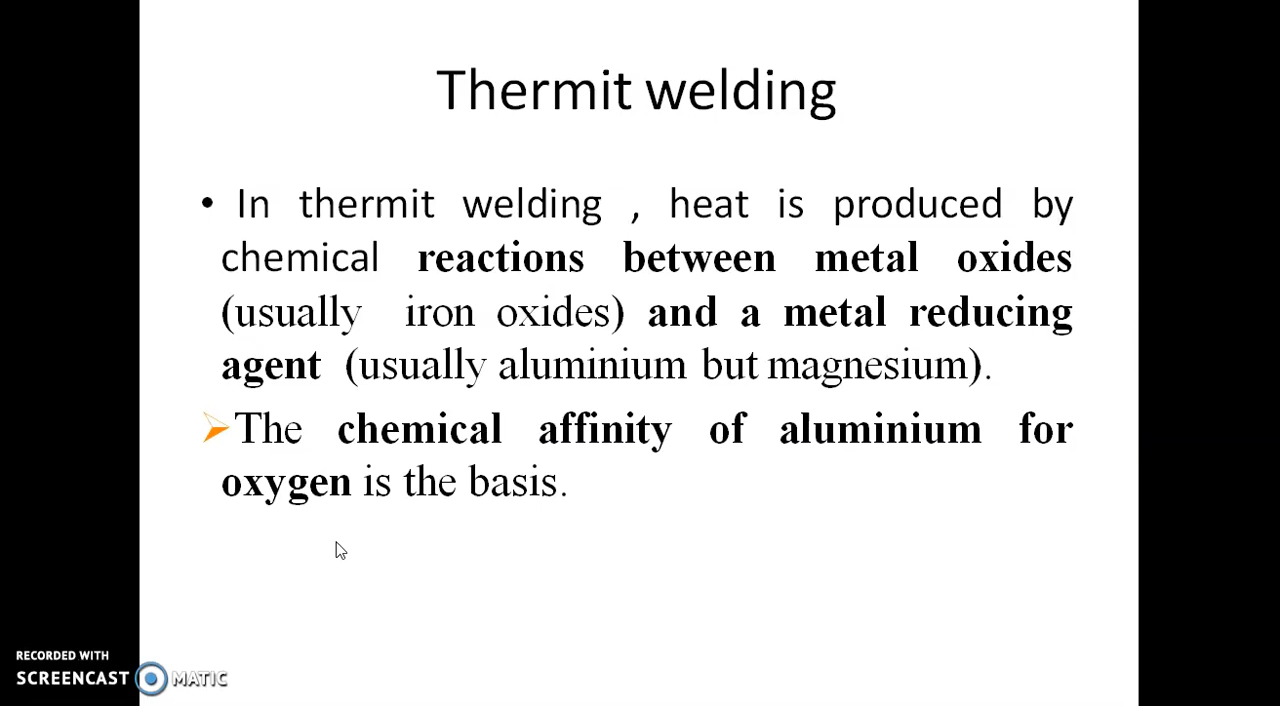 Thermit welding
• In thermit welding , heat is produced by
chemical reactions between metal oxides
(usually iron oxides) and a metal reducing
agent (usually aluminium but magnesium).
➢The chemical affinity of aluminium for
oxygen is the basis.
RECORDED WITH
SCREENCAST MATIC